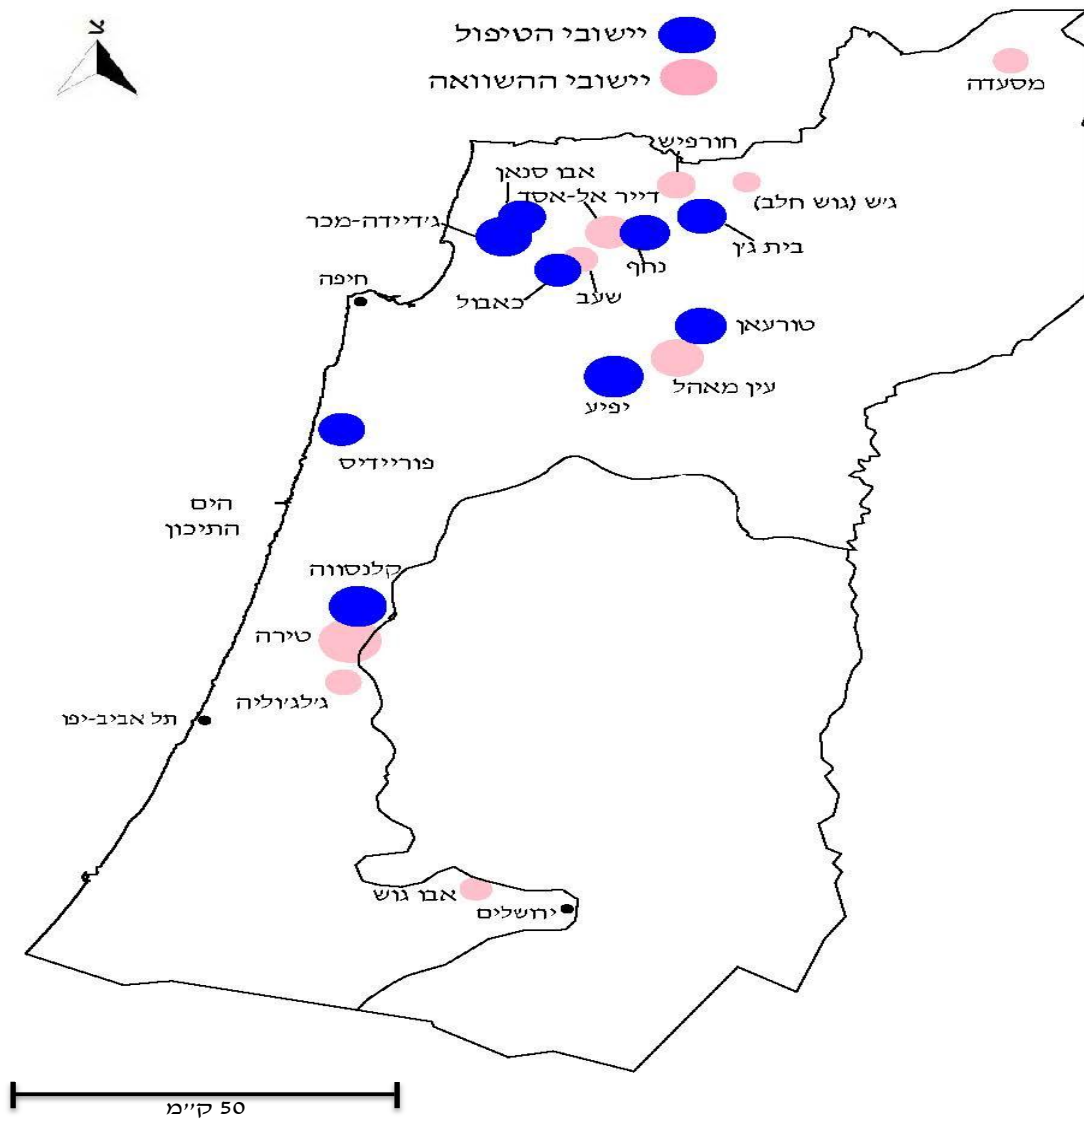 צ
יישובי הטיפול
יישובי ההשוואה
מסעדה
חורפיש
אבו סנאן
דייר אל-אסד
ג'ש (גוש חלב)
ג'דיידה-מכר
בית ג'ן
נחף
חיפה
שעב
כאבול
טורעאן
עין מאהל
יפיע
פוריידיס
הים
התיכון
קלנסווה
טירה
ג'לג'וליה
תל אביב-יפו
אבו גוש
ירושלים
50 ק"מ